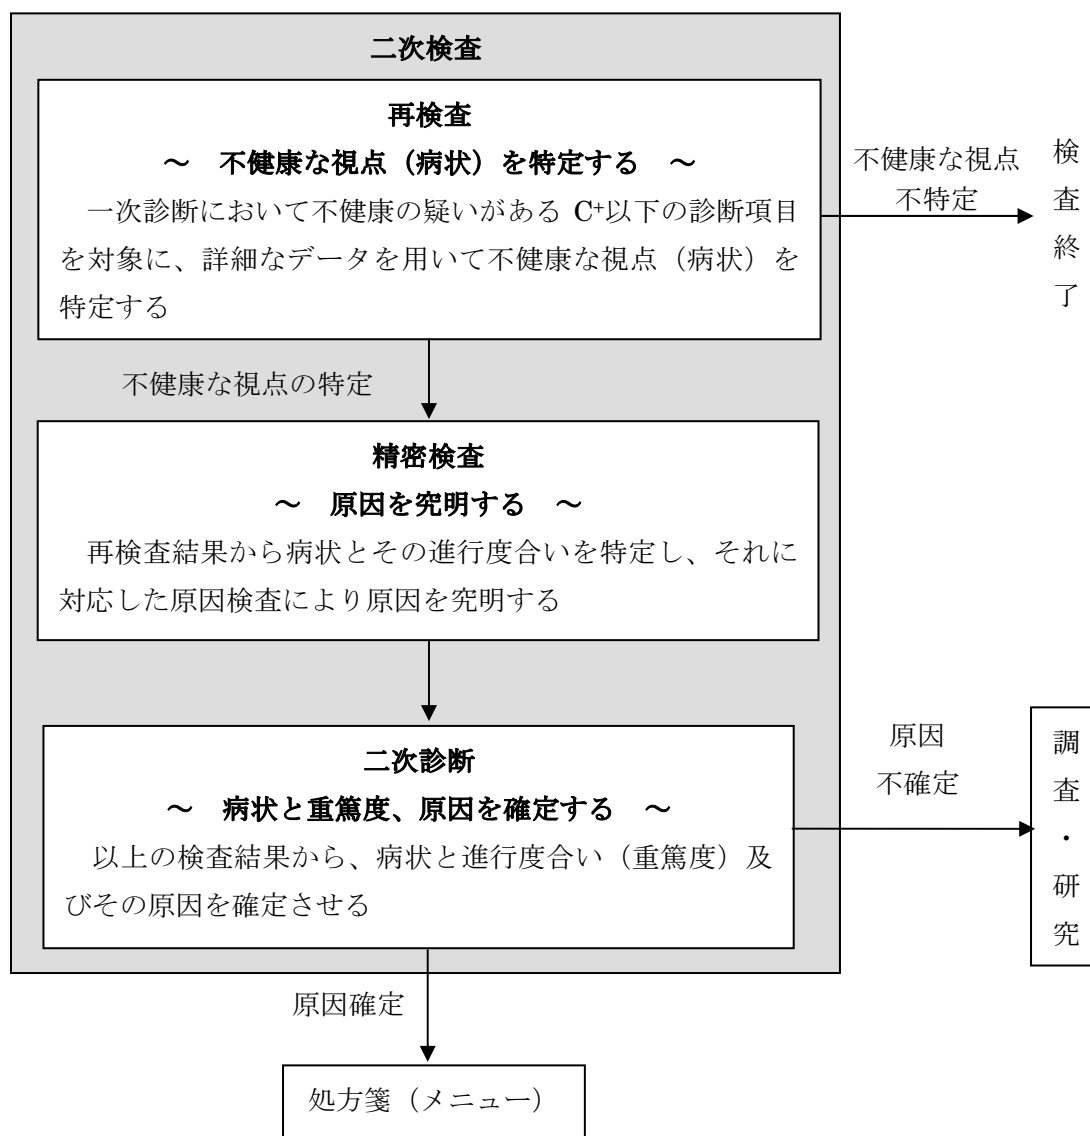 二次検査
再検査
~ 不健康な視点(病状)を特定する ~
一次診断において不健康の疑いがある C⁺以下の診断項目
を対象に、詳細なデータを用いて不健康な視点(病状)を
特定する
不健康な視点
不特定
検査終了
不健康な視点の特定
精密検査
~ 原因を究明する ~
再検査結果から病状とその進行度合いを特定し、それに
対応した原因検査により原因を究明する
二次診断
~ 病状と重篤度、原因を確定する ~
以上の検査結果から、病状と進行度合い(重篤度)及
びその原因を確定させる
原因
不確定
調査・研究
原因確定
処方箋(メニュー)